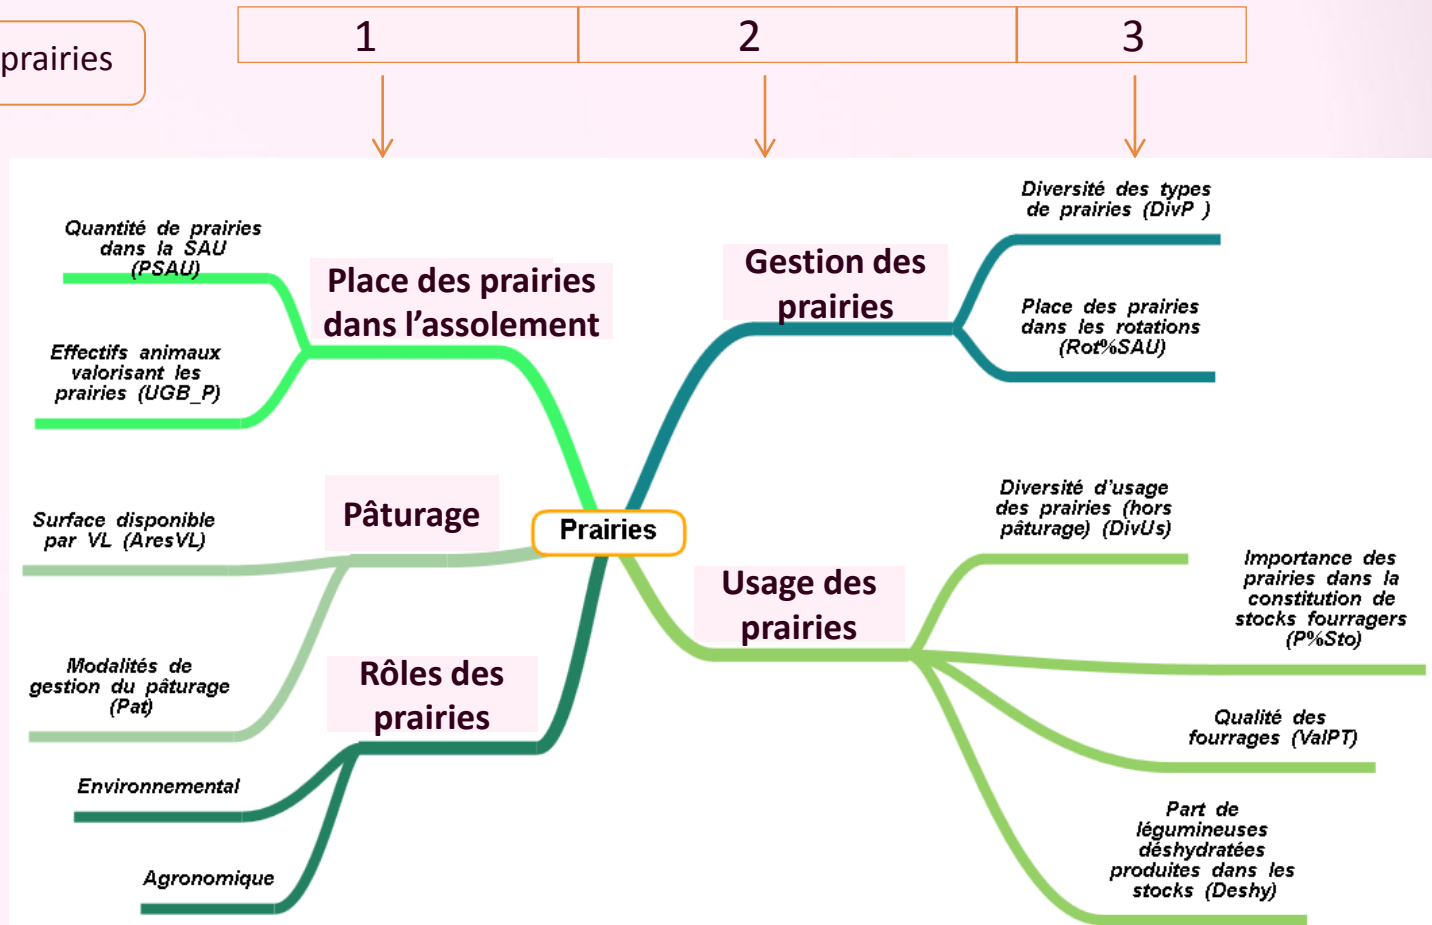 prairies
1
2
3
Quantité de prairies
dans la SAU
(PSAU)
Effectifs animaux
valorisant les
prairies (UGB_P)
Place des prairies
dans l’assolement
Surface disponible
par VL (AresVL)
Modalités de
gestion du pâturage
(Pat)
Pâturage
Environnemental
Agronomique
Rôles des
prairies
Prairies
Gestion des
prairies
Diversité des types
de prairies (DivP )
Place des prairies
dans les rotations
(Rot%SAU)
Usage des
prairies
Diversité d’usage
des prairies (hors
pâturage) (DivUs)
Importance des
prairies dans la
constitution de
stocks fourragers
(P%Sto)
Qualité des
fourrages (ValPT)
Part de
légumineuses
déshydratées
produites dans les
stocks (Deshy)